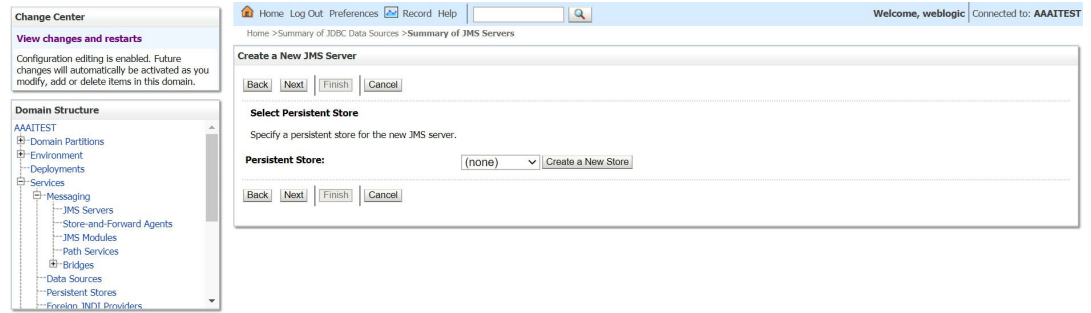 Change Center
View changes and restarts
Configuration editing is enabled. Future
changes will automatically be activated as you
modify, add or delete items in this domain.
Domain Structure
AAAITEST
Domain Partitions
Environment
Deployments
Services
Messaging
JMS Servers
Store-and-Forward Agents
JMS Modules
Path Services
Bridges
Data Sources
Persistent Stores
Foreign JNDI Providers
Home Log Out Preferences Record Help
Welcome, weblogic Connected to: AAAITEST
Home >Summary of JDBC Data Sources >Summary of JMS Servers
Create a New JMS Server
Back Next Finish Cancel
Select Persistent Store
Specify a persistent store for the new JMS server.
Persistent Store: (none) Create a New Store
Back Next Finish Cancel